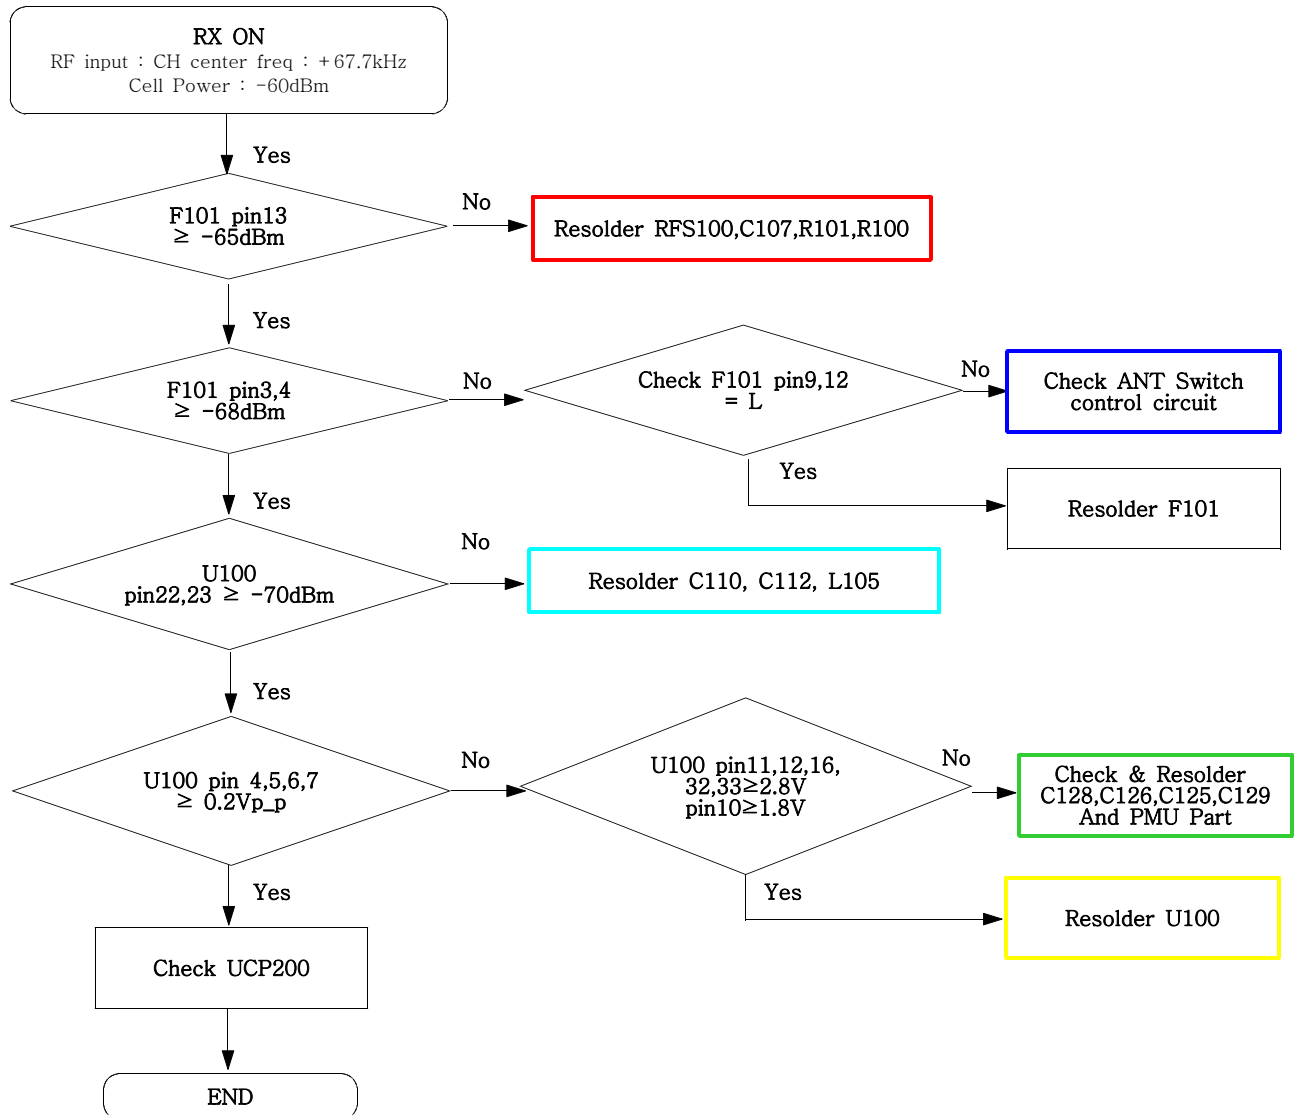 RX ON
RF input : CH center freq : +67.7kHz
Cell Power : -60dBm
Yes
F101 pin13
≥ -65dBm
No
Resolder RFS100,C107,R101,R100
Yes
F101 pin3,4
≥ -68dBm
No
Check F101 pin9,12
= L
No
Check ANT Switch
control circuit
Yes
Resolder F101
Yes
U100
pin22,23 ≥ -70dBm
No
Resolder C110, C112, L105
Yes
U100 pin 4,5,6,7
≥ 0.2Vp_p
No
U100 pin11,12,16,
32,33≥2.8V
pin10≥1.8V
No
Check & Resolder
C128,C126,C125,C129
And PMU Part
Yes
Resolder U100
Yes
Check UCP200
END